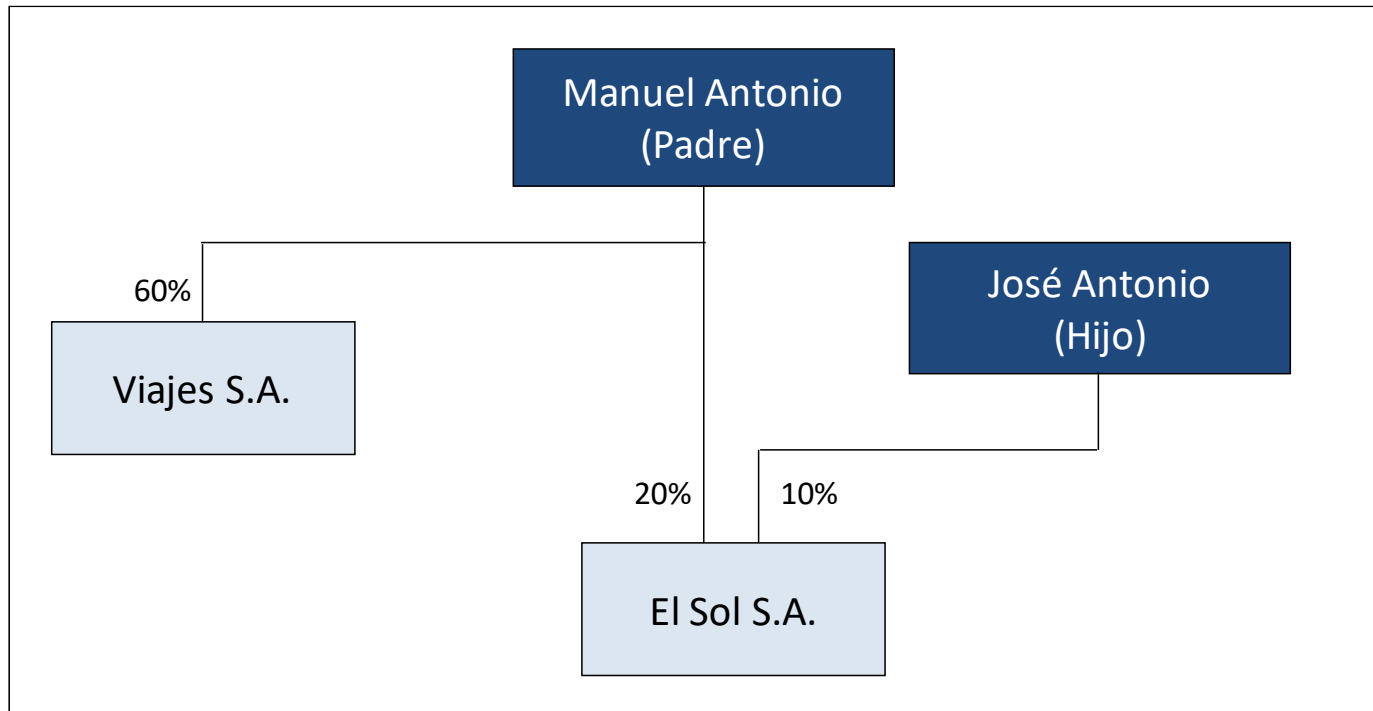 Manuel Antonio
(Padre)
José Antonio
(Hijo)
60%
Viajes S.A.
20%
10%
El Sol S.A.